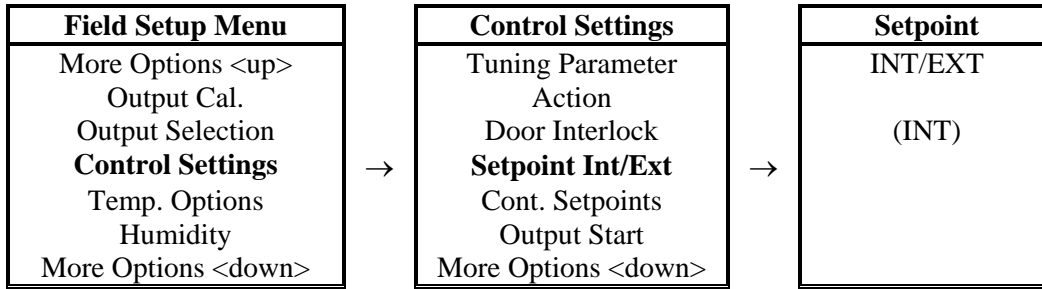 Field Setup Menu
More Options <up>
Output Cal.
Output Selection
Control Settings
Temp. Options
Humidity
More Options <down>
→
Control Settings
Tuning Parameter
Action
Door Interlock
Setpoint Int/Ext
Cont. Setpoints
Output Start
More Options <down>
→
Setpoint
INT/EXT
(INT)